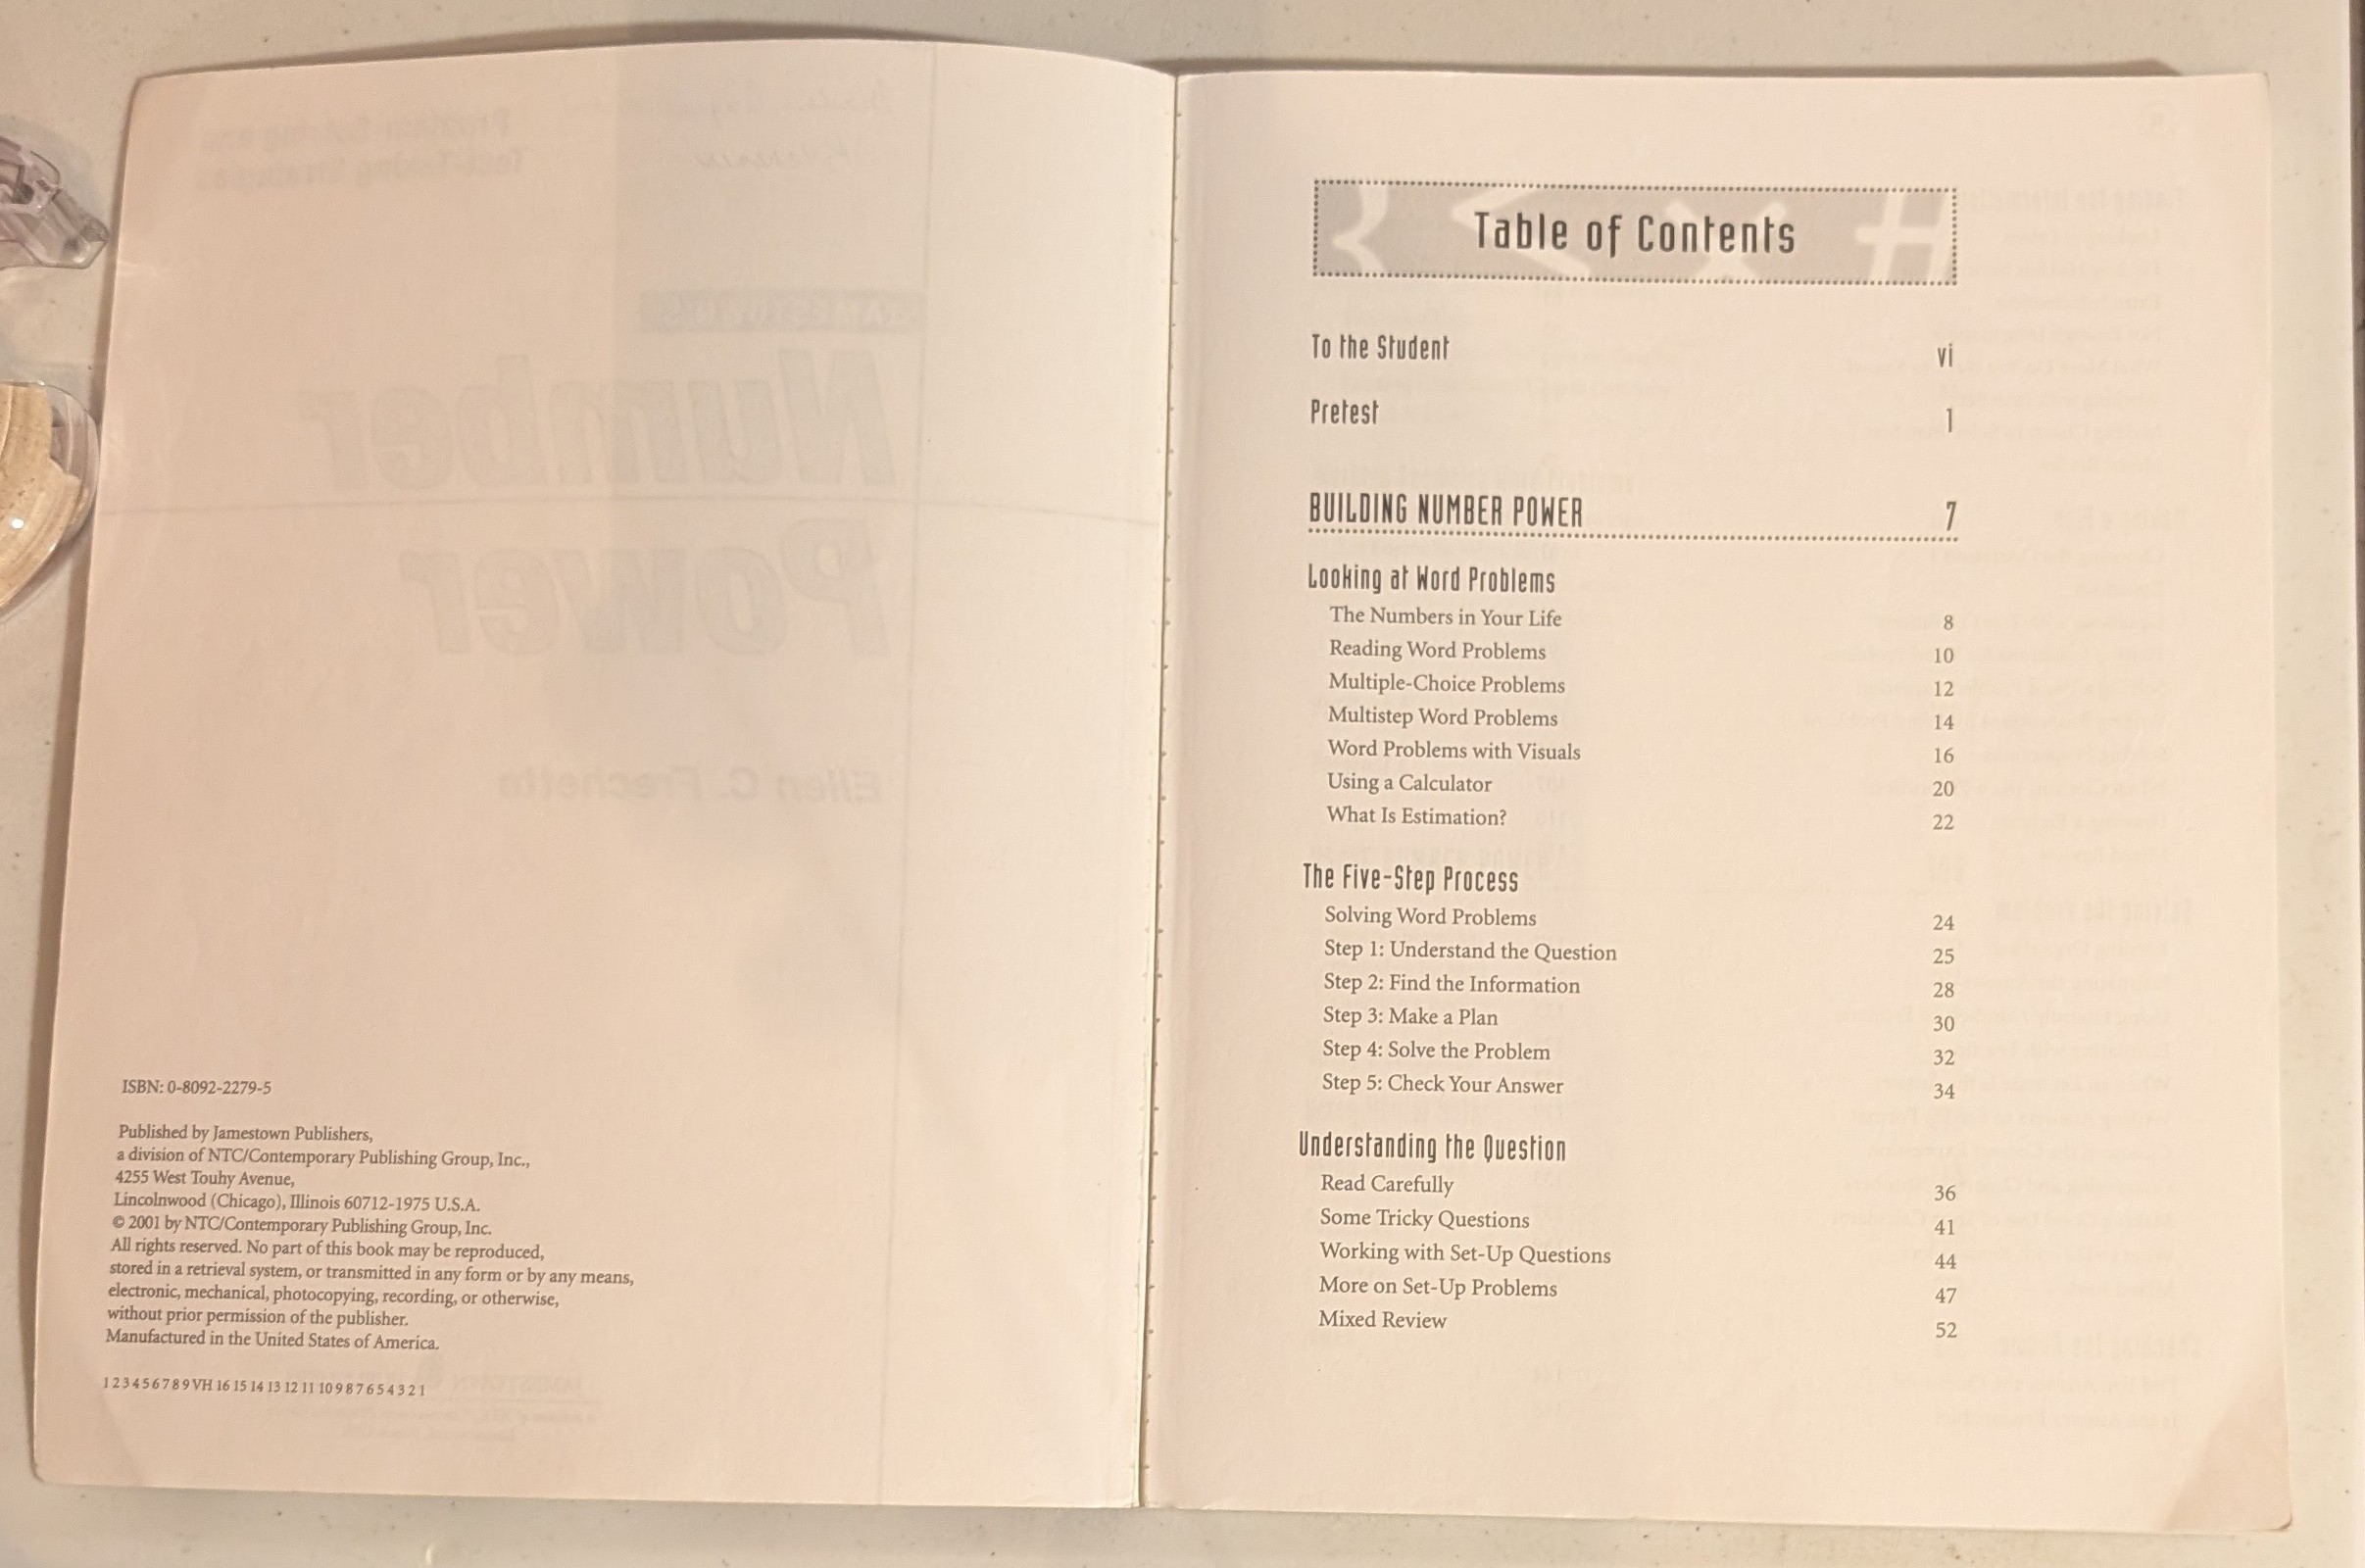 ISBN: 0-8092-2279-5
Published by Jamestown Publishers,
a division of NTC/Contemporary Publishing Group, Inc.,
4255 West Touhy Avenue,
Lincolnwood (Chicago), Illinois 60712-1975 U.S.A.
© 2001 by NTC/Contemporary Publishing Group, Inc.
All rights reserved. No part of this book may be reproduced,
stored in a retrieval system, or transmitted in any form or by any means,
electronic, mechanical, photocopying, recording, or otherwise,
without prior permission of the publisher.
Manufactured in the United States of America.
1 2 3 4 5 6 7 8 9 VH 16 15 14 13 12 11 10 9 8 7 6 5 4 3 2 1
Table of Contents
To the Student vi
Pretest 1
BUILDING NUMBER POWER 7
Looking at Word Problems
The Numbers in Your Life 8
Reading Word Problems 10
Multiple-Choice Problems 12
Multistep Word Problems 14
Word Problems with Visuals 16
Using a Calculator 20
What Is Estimation? 22
The Five-Step Process
Solving Word Problems 24
Step 1: Understand the Question 25
Step 2: Find the Information 28
Step 3: Make a Plan 30
Step 4: Solve the Problem 32
Step 5: Check Your Answer 34
Understanding the Question
Read Carefully 36
Some Tricky Questions 41
Working with Set-Up Questions 44
More on Set-Up Problems 47
Mixed Review 52